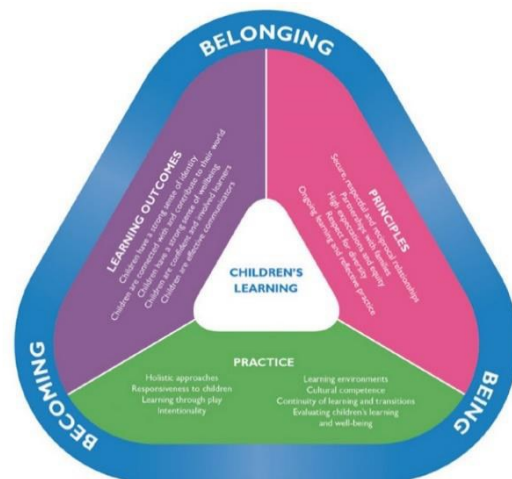 BELONGING
LEARNING OUTCOMES
Children have a strong sense of identity
Children are connected with and contribute to their world
Children have a strong sense of wellbeing
Children are confident and involved learners
Children are effective communicators
PRINCIPLES
Secure, respectful and reciprocal relationships
Partnerships with families
High expectations and equity
Respect for diversity
Ongoing learning and reflective practice
CHILDREN'S
LEARNING
PRACTICE
Holistic approaches
Responsiveness to children
Learning through play
Intentionality
Learning environments
Cultural competence
Continuity of learning and transitions
Evaluating children's learning
and well-being
BECOMING
BEING